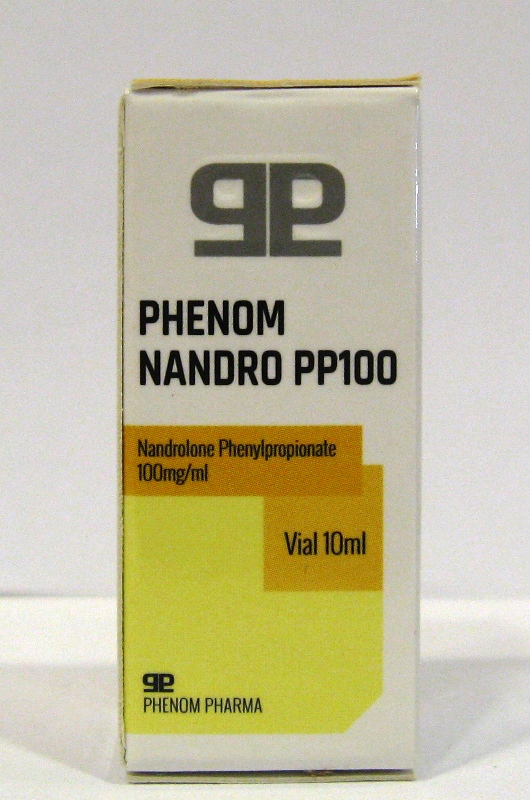 PHENOM
NANDRO PP100
Nandrolone Phenylpropionate
100mg/ml
Vial 10ml
PHENOM PHARMA